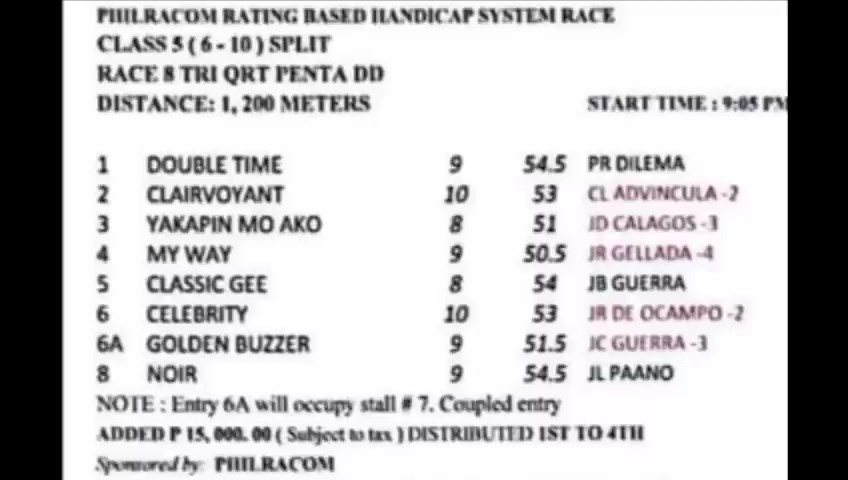 PHILRACOM RATING BASED HANDICAP SYSTEM RACE
CLASS 5 ( 6 - 10 ) SPLIT
RACE 8 TRI QRT PENTA DD
DISTANCE: 1, 200 METERS START TIME : 9:05 PM
1 DOUBLE TIME 9 54.5 PR DILEMA
2 CLAIRVOYANT 10 53 CL ADVINCULA -2
3 YAKAPIN MO AKO 8 51 JD CALAGOS -3
4 MY WAY 9 50.5 JR GELLADA -4
5 CLASSIC GEE 8 54 JB GUERRA
6 CELEBRITY 10 53 JR DE OCAMPO -2
6A GOLDEN BUZZER 9 51.5 JC GUERRA -3
8 NOIR 9 54.5 JL PAANO
NOTE : Entry 6A will occupy stall # 7. Coupled entry
ADDED P 15, 000. 00 ( Subject to tax ) DISTRIBUTED 1ST TO 4TH
Sponsored by: PHILRACOM